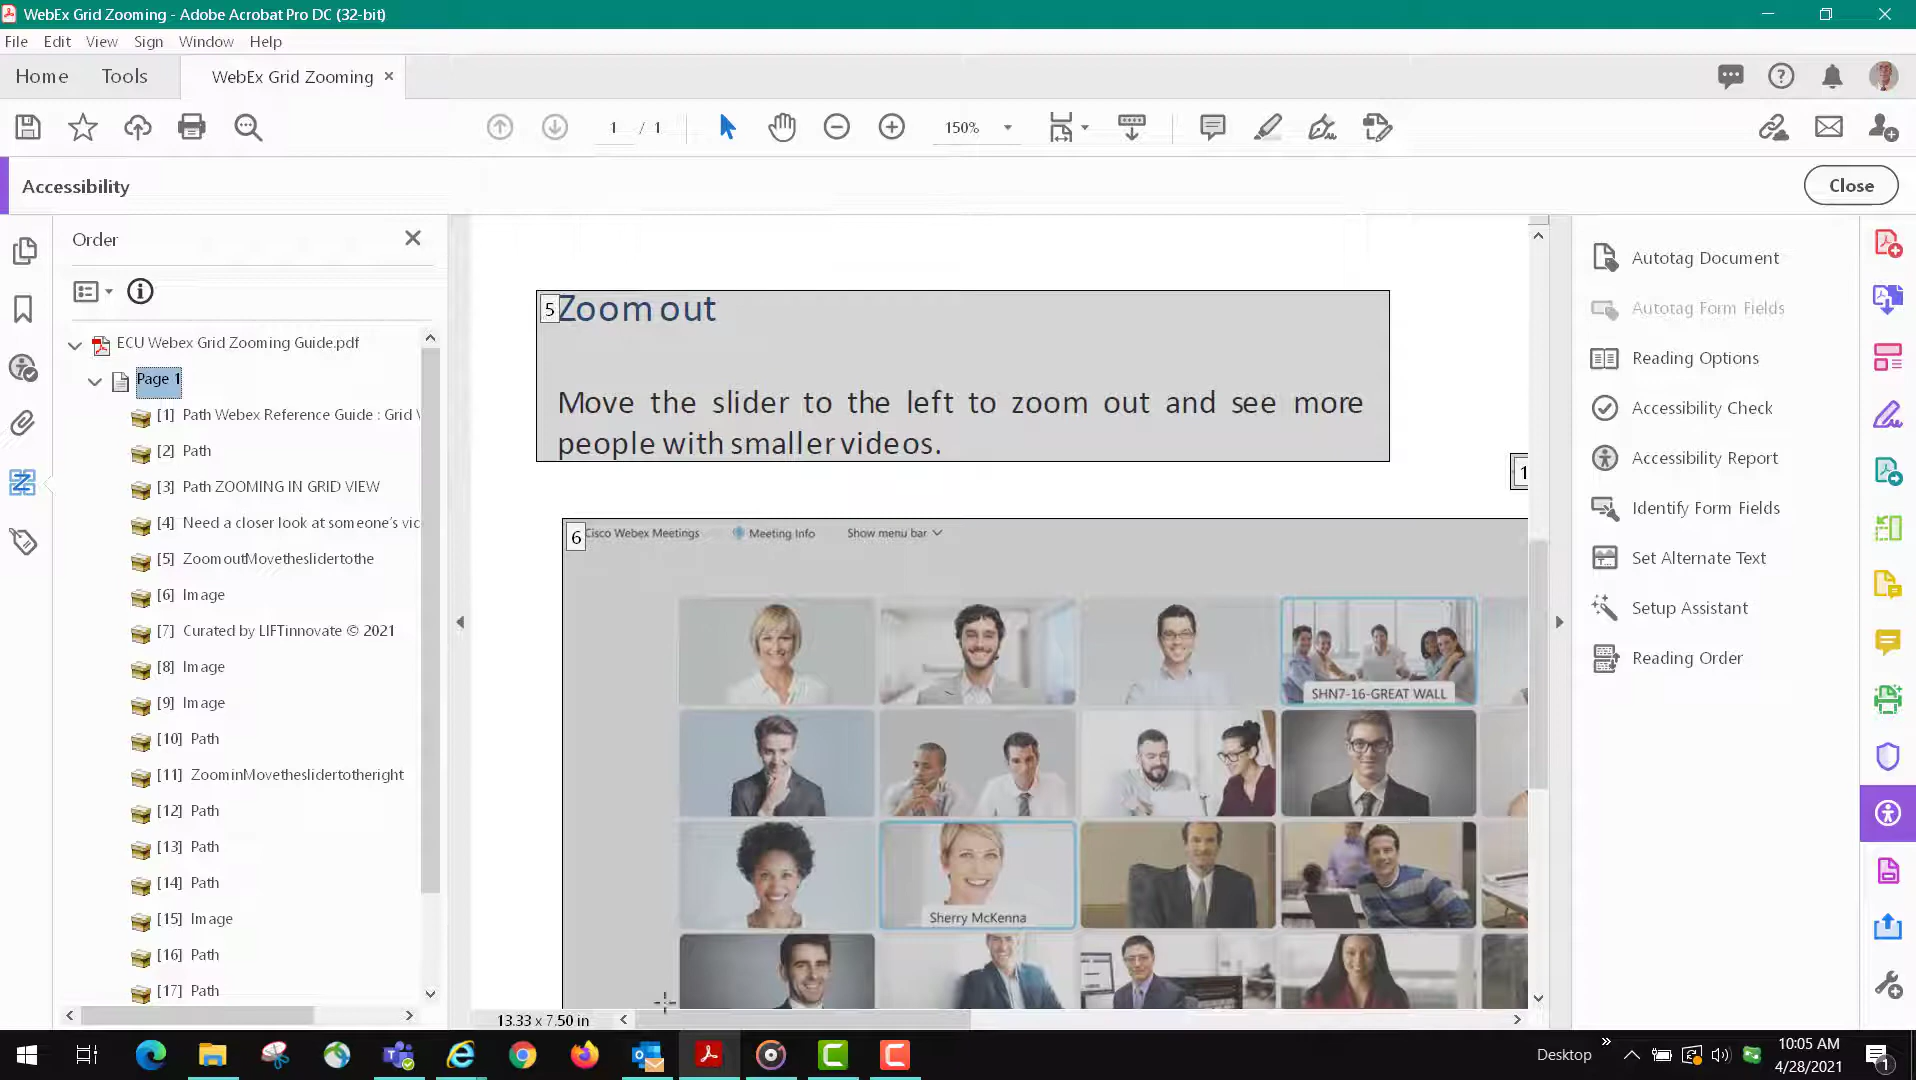 WebEx Grid Zooming - Adobe Acrobat Pro DC (32-bit)
File Edit View Sign Window Help
Home Tools WebEx Grid Zooming
1 / 1 150%
Accessibility Close
Order
ECU Webex Grid Zooming Guide.pdf
Page 1
[1] Path Webex Reference Guide : Grid V
[2] Path
[3] Path ZOOMING IN GRID VIEW
[4] Need a closer look at someone's vid
[5] ZoomoutMovetheslidertothe
[6] Image
[7] Curated by LIFTinnovate © 2021
[8] Image
[9] Image
[10] Path
[11] ZoominMovetheslidertotheright
[12] Path
[13] Path
[14] Path
[15] Image
[16] Path
[17] Path
5 Zoom out
Move the slider to the left to zoom out and see more
people with smaller videos.
1
6 Cisco Webex Meetings Meeting Info Show menu bar
SHN7-16-GREAT WALL
Sherry McKenna
13.33 x 7.50 in
Autotag Document
Autotag Form Fields
Reading Options
Accessibility Check
Accessibility Report
Identify Form Fields
Set Alternate Text
Setup Assistant
Reading Order
Desktop
10:05 AM
4/28/2021
1